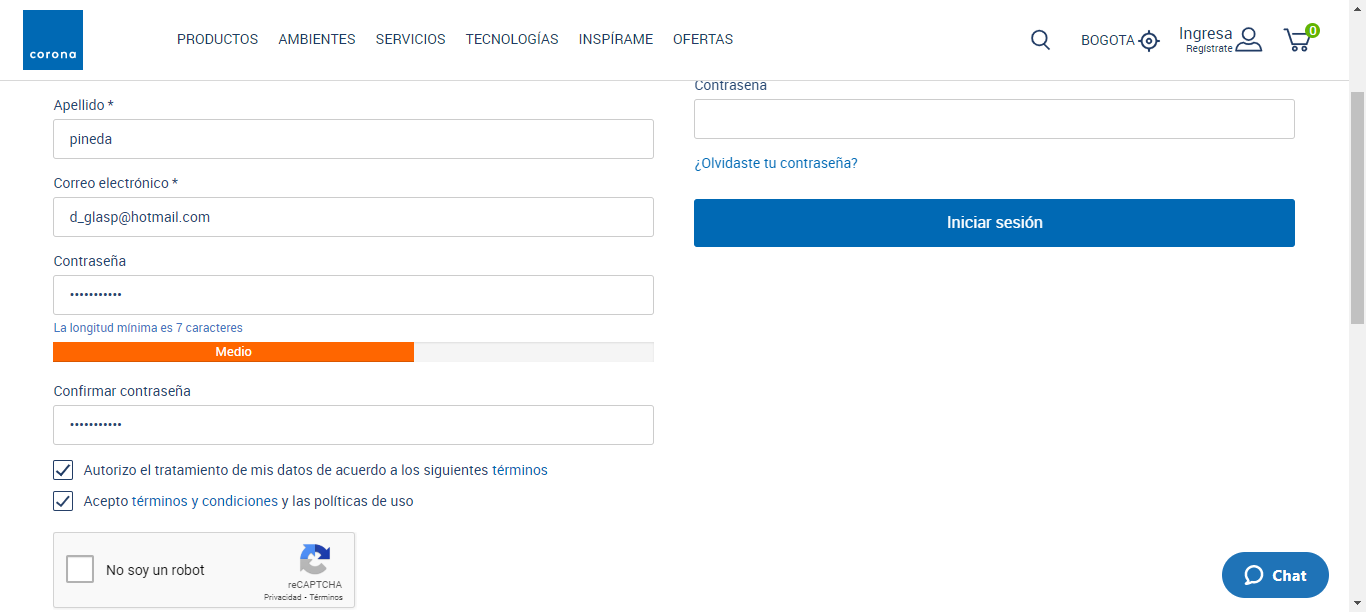 corona
PRODUCTOS AMBIENTES SERVICIOS TECNOLOGÍAS INSPÍRAME OFERTAS
BOGOTA
Ingresa
Regístrate
0
Apellido *
pineda
Correo electrónico *
d_glasp@hotmail.com
Contraseña
•••••••••••
La longitud mínima es 7 caracteres
Medio
Confirmar contraseña
•••••••••••
Autorizo el tratamiento de mis datos de acuerdo a los siguientes términos
Acepto términos y condiciones y las políticas de uso
No soy un robot
reCAPTCHA
Privacidad - Términos
Contraseña
¿Olvidaste tu contraseña?
Iniciar sesión
Chat